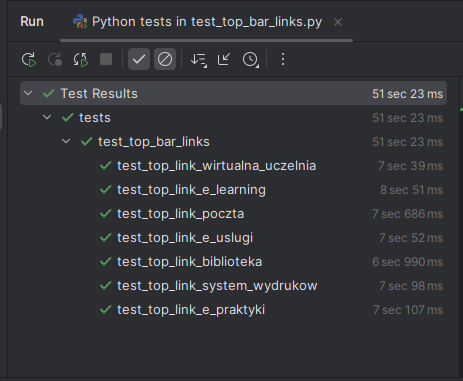 Run Python tests in test_top_bar_links.py
Test Results 51 sec 23 ms
tests 51 sec 23 ms
test_top_bar_links 51 sec 23 ms
test_top_link_wirtualna_uczelnia 7 sec 39 ms
test_top_link_e_learning 8 sec 51 ms
test_top_link_poczta 7 sec 686 ms
test_top_link_e_uslugi 7 sec 52 ms
test_top_link_biblioteka 6 sec 990 ms
test_top_link_system_wydrukow 7 sec 98 ms
test_top_link_e_praktyki 7 sec 107 ms